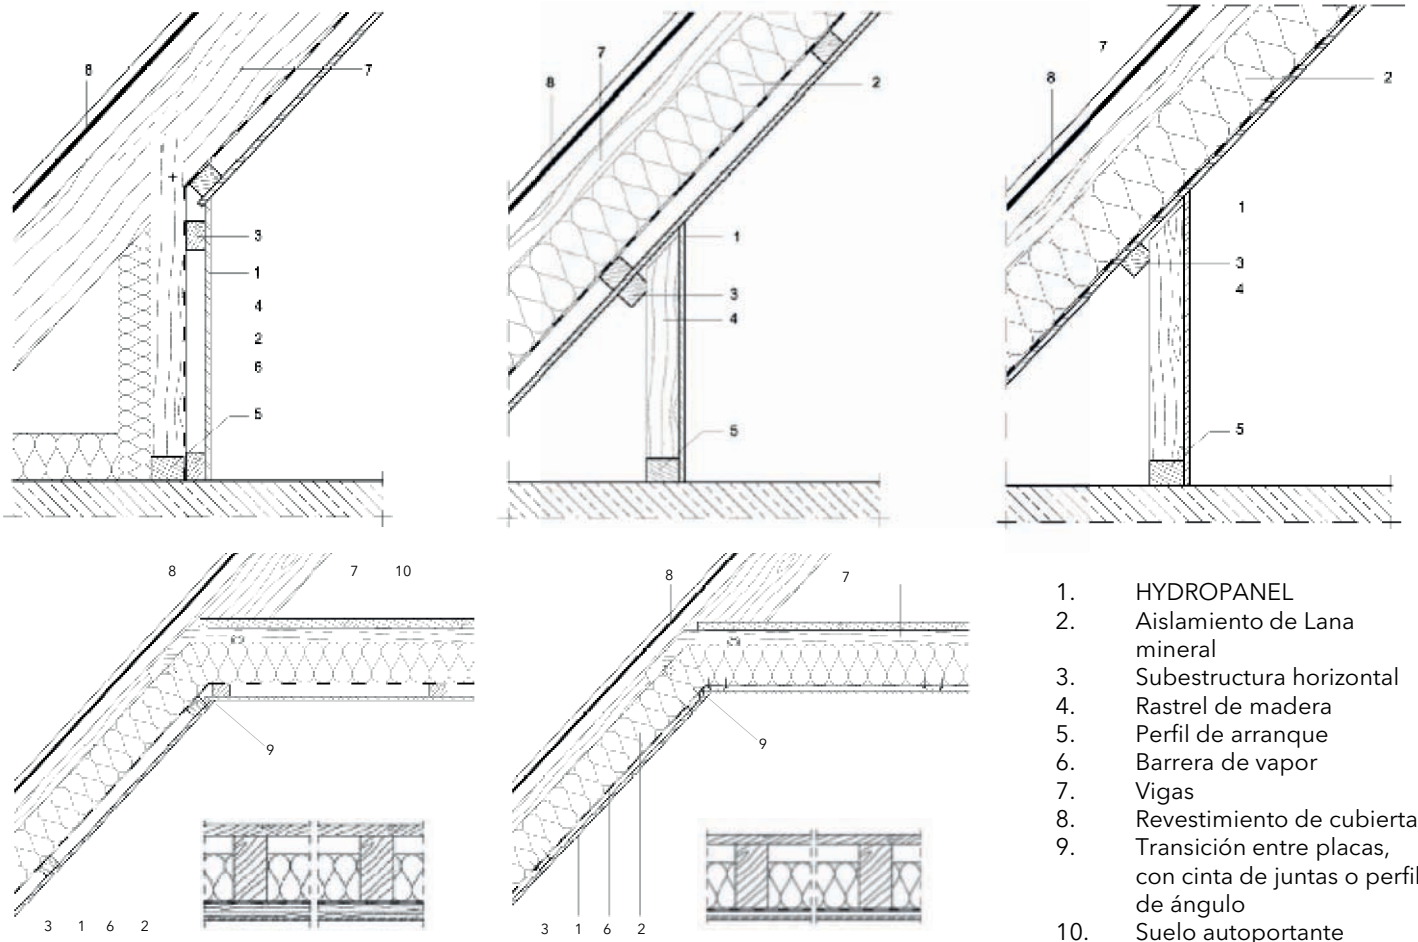 8
7
3
1
4
2
6
5
7
8
2
1
3
4
5
7
8
2
1
3
4
5
8 7 10
9
3 1 6 2
8 7
9
3 1 6 2
1. HYDROPANEL
2. Aislamiento de Lana
mineral
3. Subestructura horizontal
4. Rastrel de madera
5. Perfil de arranque
6. Barrera de vapor
7. Vigas
8. Revestimiento de cubierta
9. Transición entre placas,
con cinta de juntas o perfil
de ángulo
10. Suelo autoportante